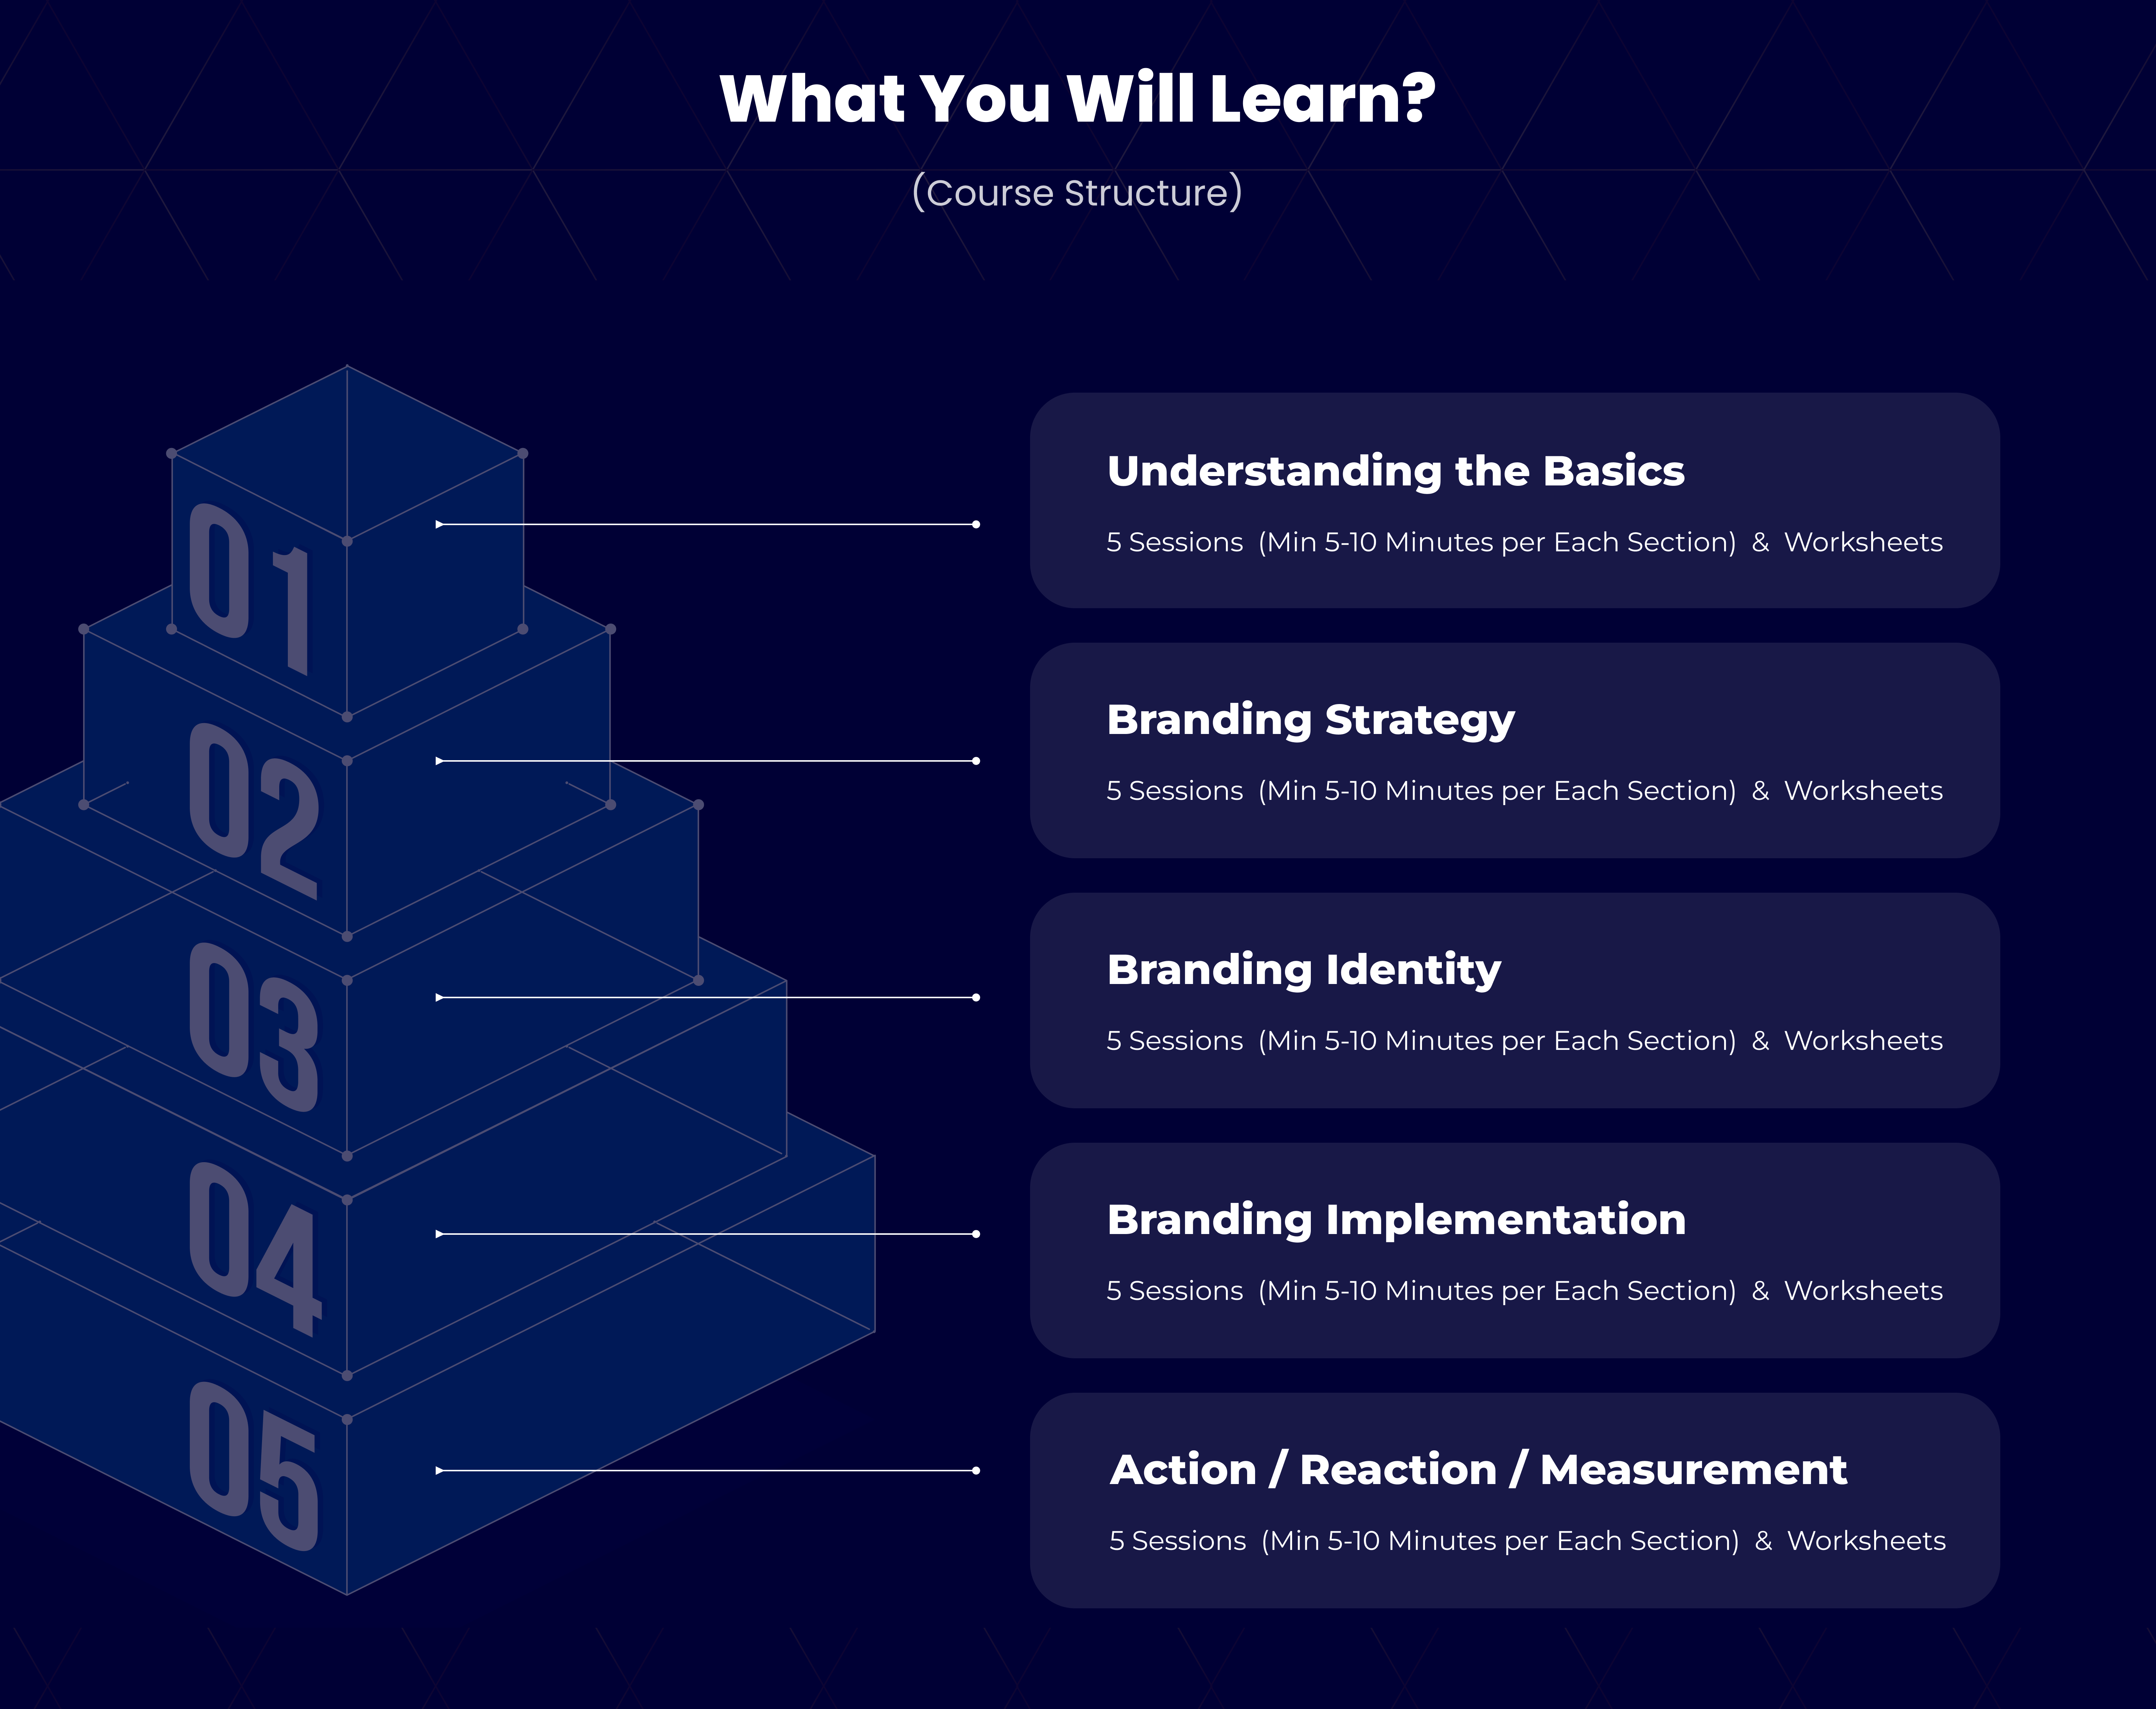 What You Will Learn?
(Course Structure)
01
Understanding the Basics
5 Sessions (Min 5-10 Minutes per Each Section) & Worksheets
02
Branding Strategy
5 Sessions (Min 5-10 Minutes per Each Section) & Worksheets
03
Branding Identity
5 Sessions (Min 5-10 Minutes per Each Section) & Worksheets
04
Branding Implementation
5 Sessions (Min 5-10 Minutes per Each Section) & Worksheets
05
Action / Reaction / Measurement
5 Sessions (Min 5-10 Minutes per Each Section) & Worksheets